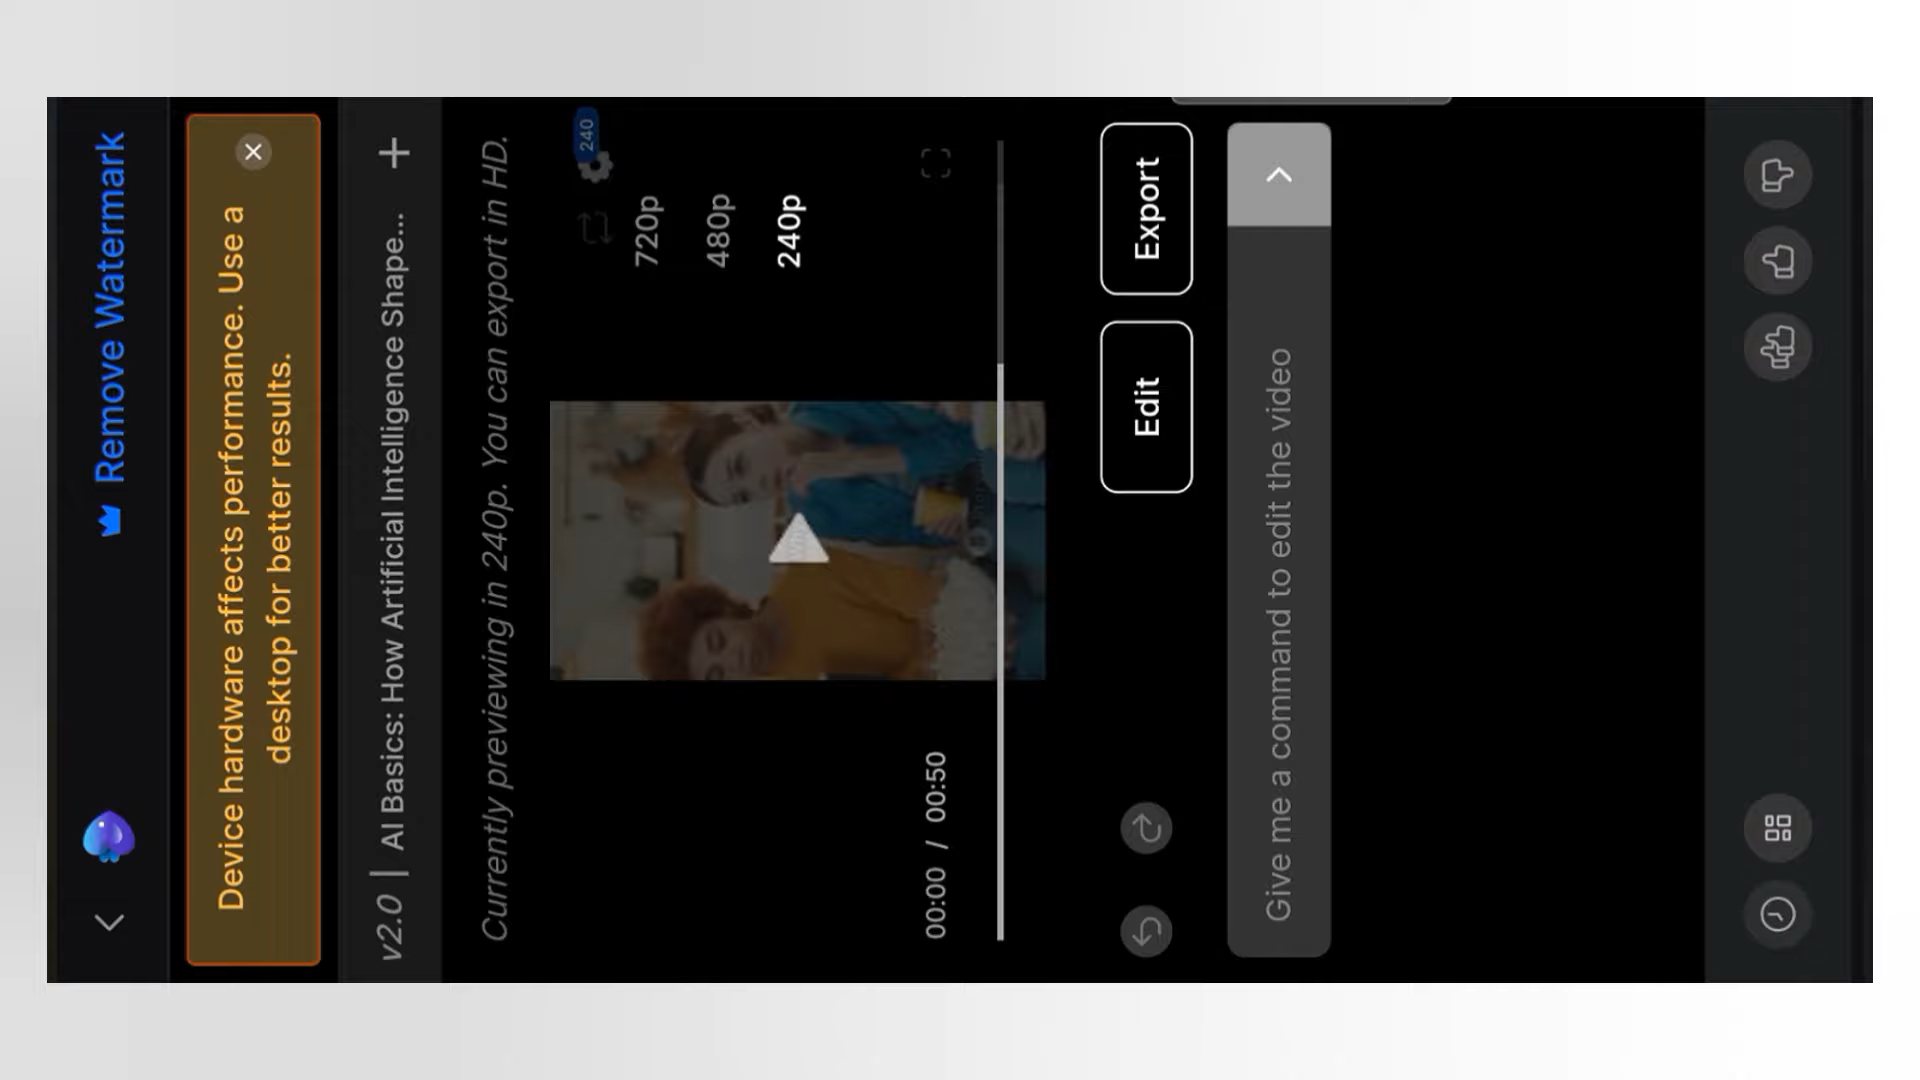 Remove Watermark
Device hardware affects performance. Use a
desktop for better results.
v2.0 | AI Basics: How Artificial Intelligence Shape...
Currently previewing in 240p. You can export in HD.
240
720p
480p
240p
00:00 / 00:50
Edit
Export
Give me a command to edit the video